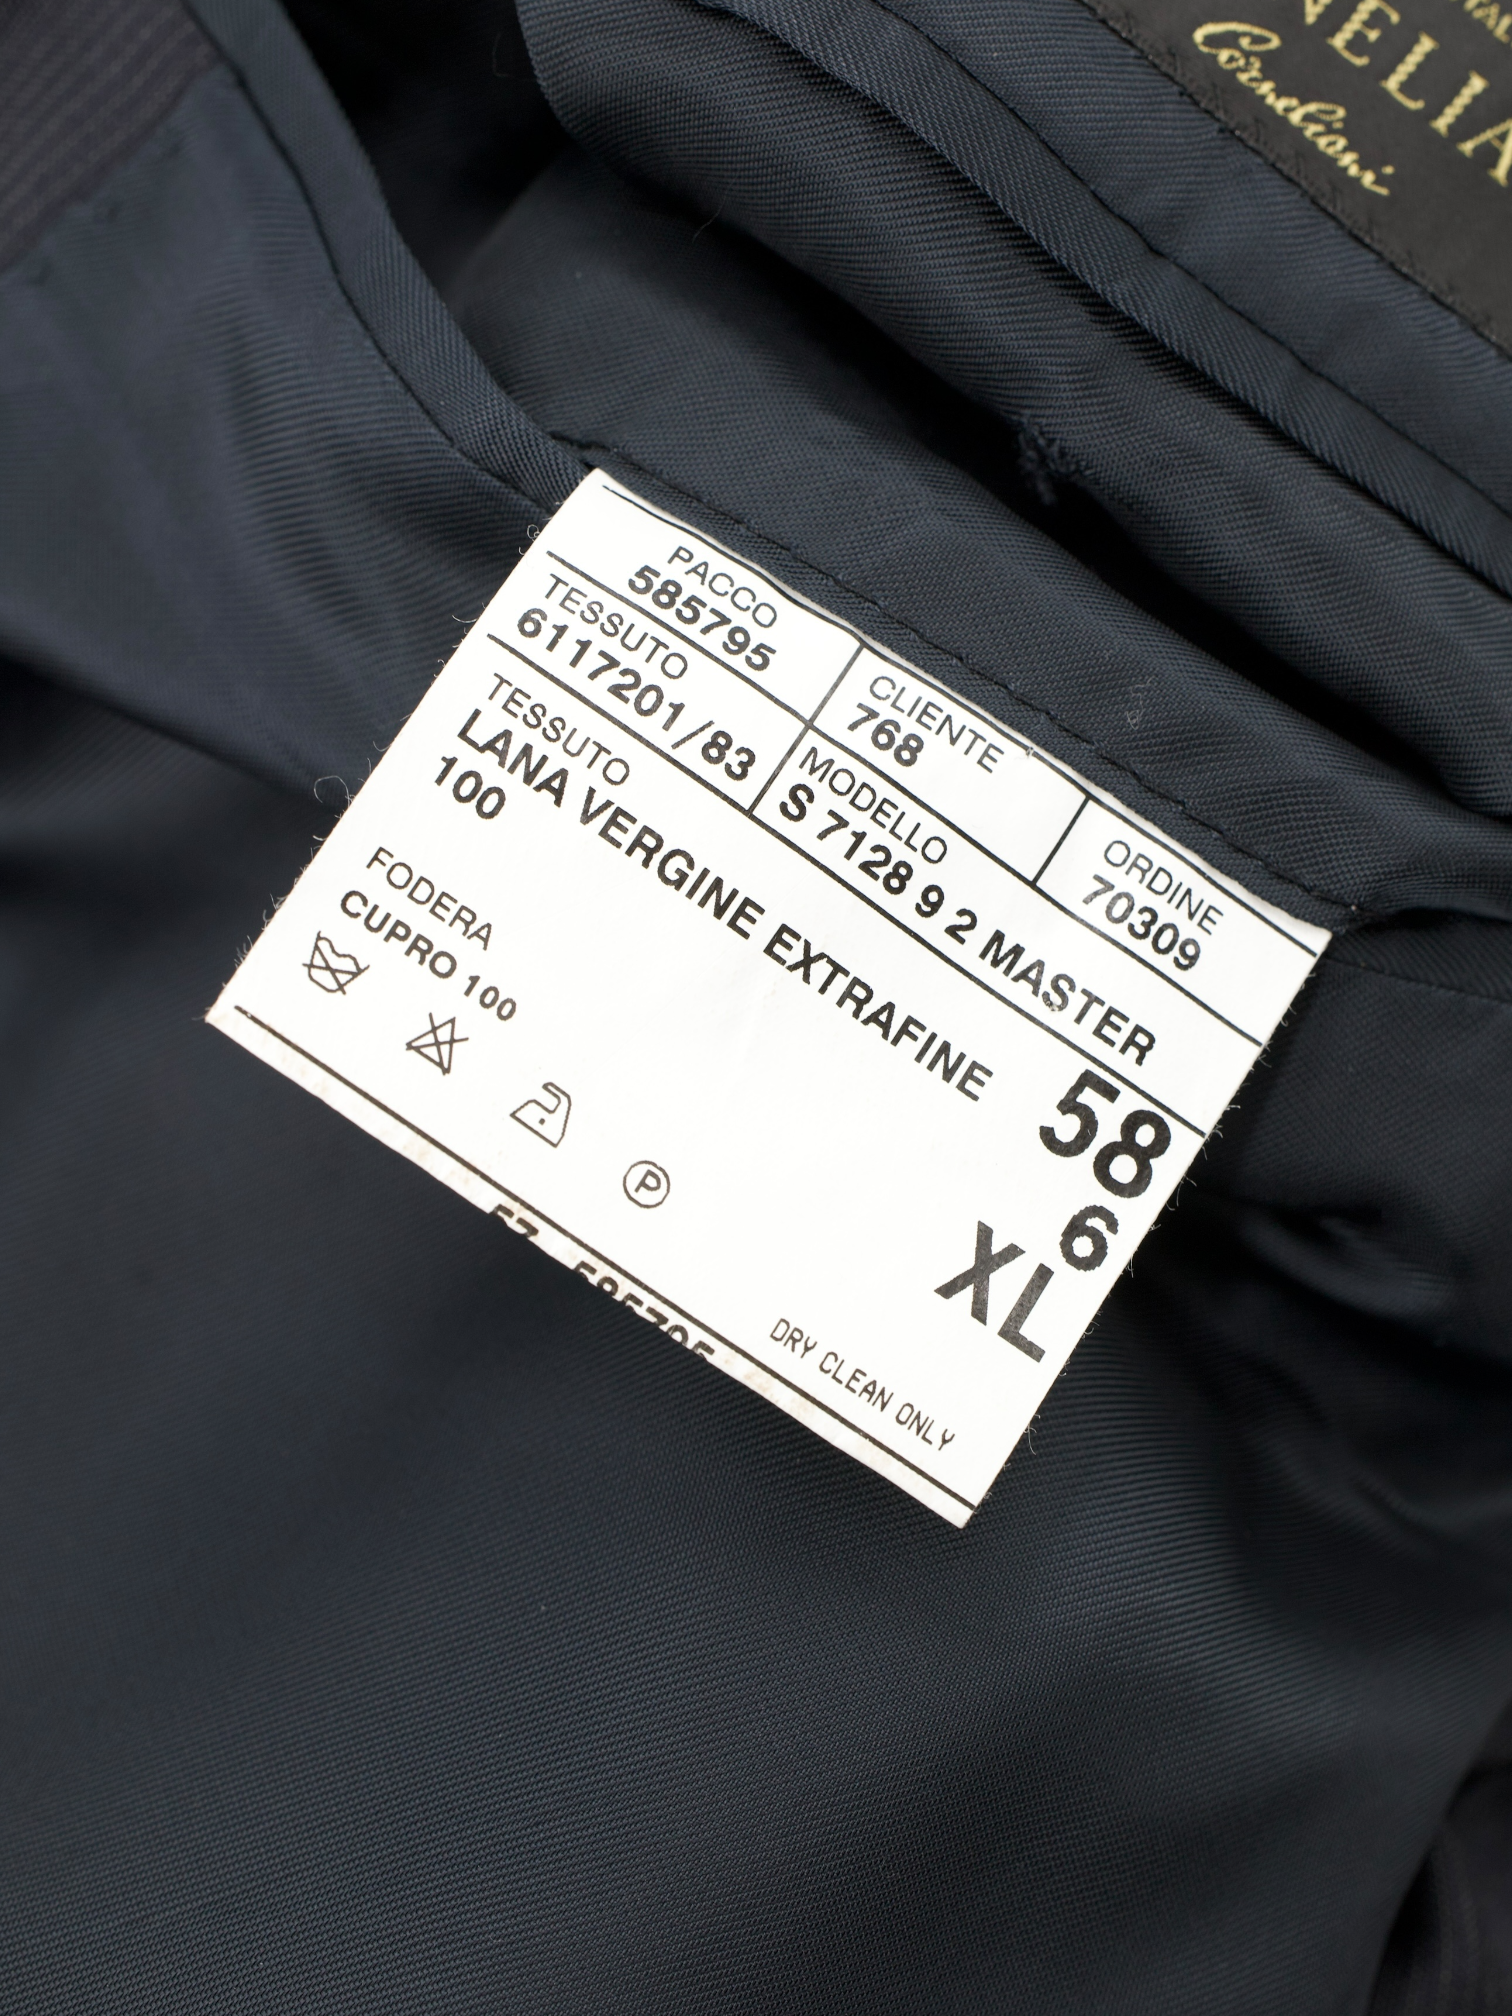 Corneliani
PACCO
585795
CLIENTE
768
ORDINE
70309
TESSUTO
6117201/83
MODELLO
S 7128 9 2 MASTER
TESSUTO
LANA VERGINE EXTRAFINE
100
58
6
XL
FODERA
CUPRO 100
P
DRY CLEAN ONLY